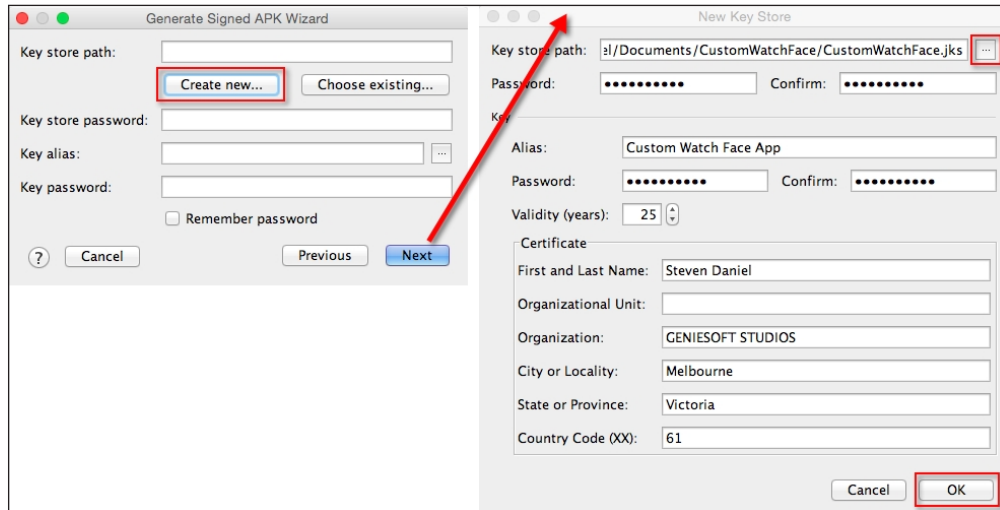 Generate Signed APK Wizard
Key store path:
Create new...
Choose existing...
Key store password:
Key alias:
...
Key password:
Remember password
?
Cancel
Previous
Next
New Key Store
Key store path: el/Documents/CustomWatchFace/CustomWatchFace.jks ...
Password: •••••••••• Confirm: ••••••••••
Key
Alias: Custom Watch Face App
Password: •••••••••• Confirm: ••••••••••
Validity (years): 25
Certificate
First and Last Name: Steven Daniel
Organizational Unit:
Organization: GENIESOFT STUDIOS
City or Locality: Melbourne
State or Province: Victoria
Country Code (XX): 61
Cancel
OK